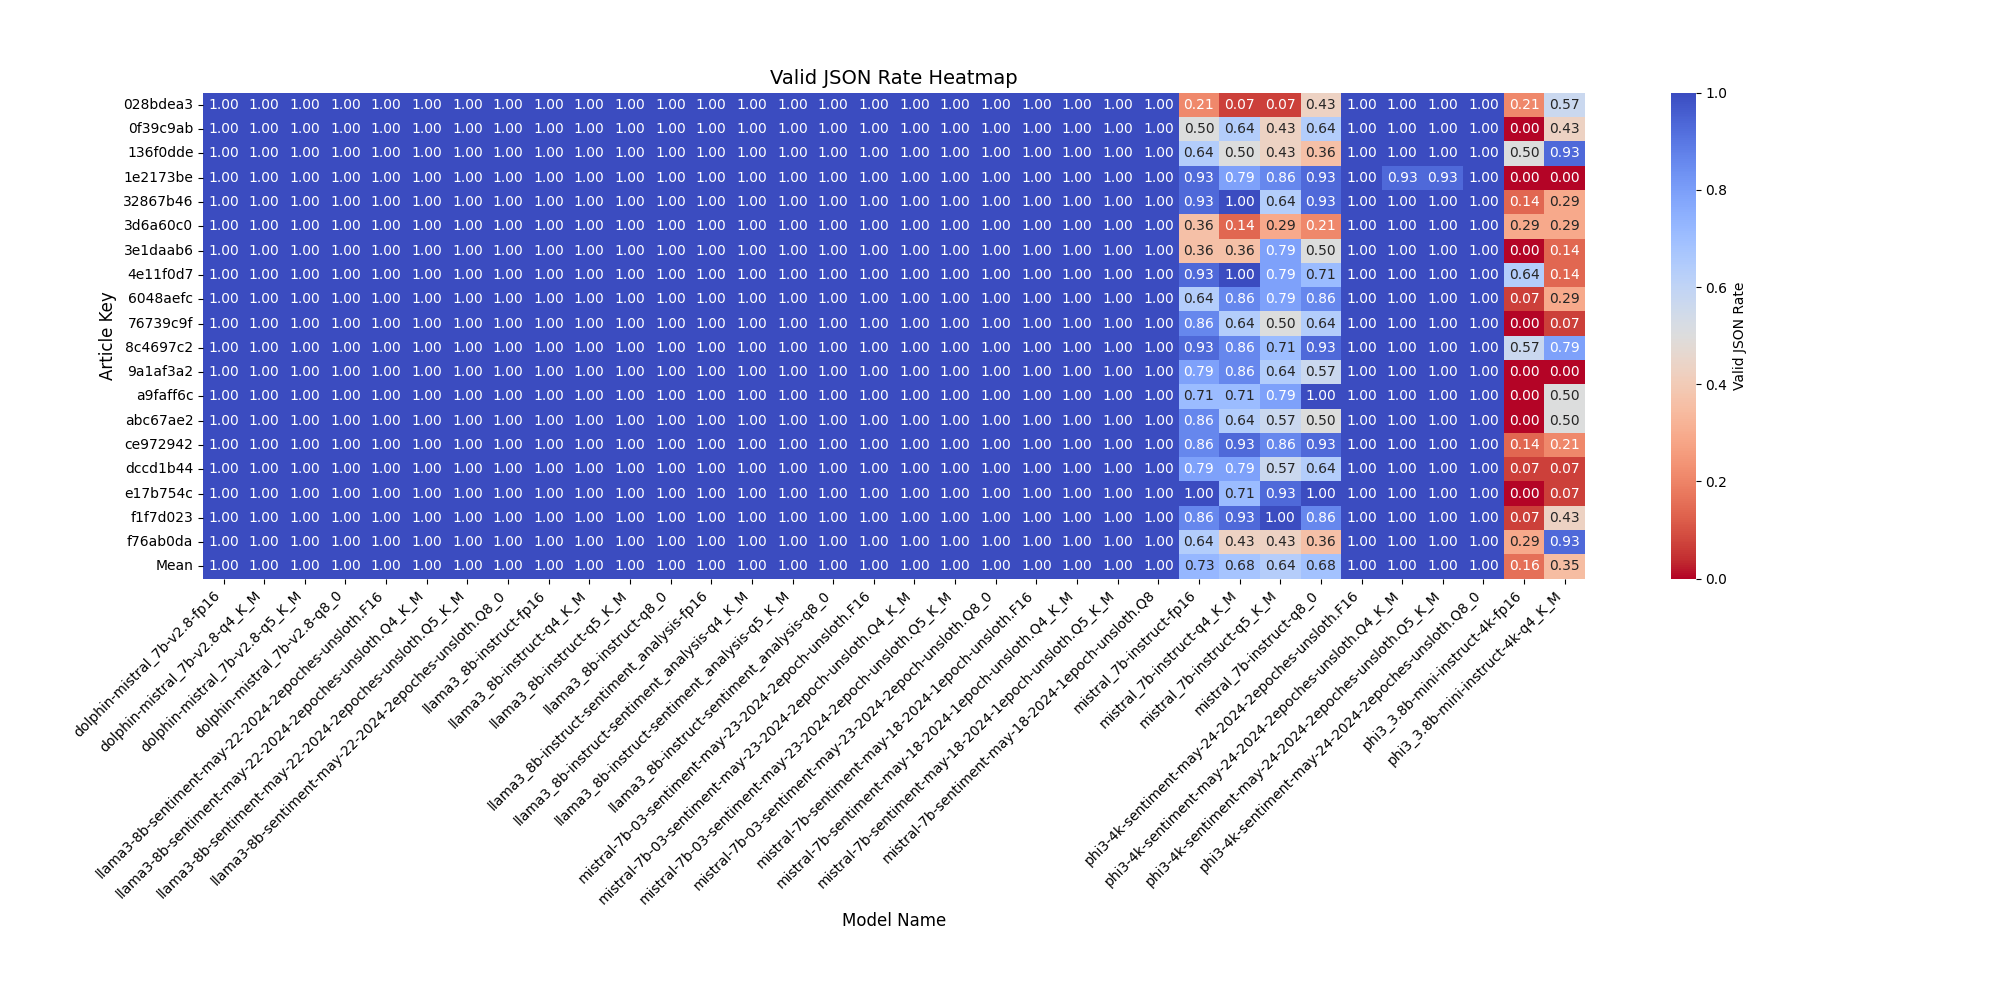 Valid JSON Rate Heatmap
028bdea3 1.00 1.00 1.00 1.00 1.00 1.00 1.00 1.00 1.00 1.00 1.00 1.00 1.00 1.00 1.00 1.00 1.00 1.00 1.00 1.00 1.00 1.00 1.00 1.00 0.21 0.07 0.07 0.43 1.00 1.00 1.00 1.00 0.21 0.57
0f39c9ab 1.00 1.00 1.00 1.00 1.00 1.00 1.00 1.00 1.00 1.00 1.00 1.00 1.00 1.00 1.00 1.00 1.00 1.00 1.00 1.00 1.00 1.00 1.00 1.00 0.50 0.64 0.43 0.64 1.00 1.00 1.00 1.00 0.00 0.43
136f0dde 1.00 1.00 1.00 1.00 1.00 1.00 1.00 1.00 1.00 1.00 1.00 1.00 1.00 1.00 1.00 1.00 1.00 1.00 1.00 1.00 1.00 1.00 1.00 1.00 0.64 0.50 0.43 0.36 1.00 1.00 1.00 1.00 0.50 0.93
1e2173be 1.00 1.00 1.00 1.00 1.00 1.00 1.00 1.00 1.00 1.00 1.00 1.00 1.00 1.00 1.00 1.00 1.00 1.00 1.00 1.00 1.00 1.00 1.00 1.00 0.93 0.79 0.86 0.93 1.00 0.93 0.93 1.00 0.00 0.00
32867b46 1.00 1.00 1.00 1.00 1.00 1.00 1.00 1.00 1.00 1.00 1.00 1.00 1.00 1.00 1.00 1.00 1.00 1.00 1.00 1.00 1.00 1.00 1.00 1.00 0.93 1.00 0.64 0.93 1.00 1.00 1.00 1.00 0.14 0.29
3d6a60c0 1.00 1.00 1.00 1.00 1.00 1.00 1.00 1.00 1.00 1.00 1.00 1.00 1.00 1.00 1.00 1.00 1.00 1.00 1.00 1.00 1.00 1.00 1.00 1.00 0.36 0.14 0.29 0.21 1.00 1.00 1.00 1.00 0.29 0.29
3e1daab6 1.00 1.00 1.00 1.00 1.00 1.00 1.00 1.00 1.00 1.00 1.00 1.00 1.00 1.00 1.00 1.00 1.00 1.00 1.00 1.00 1.00 1.00 1.00 1.00 0.36 0.36 0.79 0.50 1.00 1.00 1.00 1.00 0.00 0.14
4e11f0d7 1.00 1.00 1.00 1.00 1.00 1.00 1.00 1.00 1.00 1.00 1.00 1.00 1.00 1.00 1.00 1.00 1.00 1.00 1.00 1.00 1.00 1.00 1.00 1.00 0.93 1.00 0.79 0.71 1.00 1.00 1.00 1.00 0.64 0.14
6048aefc 1.00 1.00 1.00 1.00 1.00 1.00 1.00 1.00 1.00 1.00 1.00 1.00 1.00 1.00 1.00 1.00 1.00 1.00 1.00 1.00 1.00 1.00 1.00 1.00 0.64 0.86 0.79 0.86 1.00 1.00 1.00 1.00 0.07 0.29
76739c9f 1.00 1.00 1.00 1.00 1.00 1.00 1.00 1.00 1.00 1.00 1.00 1.00 1.00 1.00 1.00 1.00 1.00 1.00 1.00 1.00 1.00 1.00 1.00 1.00 0.86 0.64 0.50 0.64 1.00 1.00 1.00 1.00 0.00 0.07
8c4697c2 1.00 1.00 1.00 1.00 1.00 1.00 1.00 1.00 1.00 1.00 1.00 1.00 1.00 1.00 1.00 1.00 1.00 1.00 1.00 1.00 1.00 1.00 1.00 1.00 0.93 0.86 0.71 0.93 1.00 1.00 1.00 1.00 0.57 0.79
9a1af3a2 1.00 1.00 1.00 1.00 1.00 1.00 1.00 1.00 1.00 1.00 1.00 1.00 1.00 1.00 1.00 1.00 1.00 1.00 1.00 1.00 1.00 1.00 1.00 1.00 0.79 0.86 0.64 0.57 1.00 1.00 1.00 1.00 0.00 0.00
a9faff6c 1.00 1.00 1.00 1.00 1.00 1.00 1.00 1.00 1.00 1.00 1.00 1.00 1.00 1.00 1.00 1.00 1.00 1.00 1.00 1.00 1.00 1.00 1.00 1.00 0.71 0.71 0.79 1.00 1.00 1.00 1.00 1.00 0.00 0.50
abc67ae2 1.00 1.00 1.00 1.00 1.00 1.00 1.00 1.00 1.00 1.00 1.00 1.00 1.00 1.00 1.00 1.00 1.00 1.00 1.00 1.00 1.00 1.00 1.00 1.00 0.86 0.64 0.57 0.50 1.00 1.00 1.00 1.00 0.00 0.50
ce972942 1.00 1.00 1.00 1.00 1.00 1.00 1.00 1.00 1.00 1.00 1.00 1.00 1.00 1.00 1.00 1.00 1.00 1.00 1.00 1.00 1.00 1.00 1.00 1.00 0.86 0.93 0.86 0.93 1.00 1.00 1.00 1.00 0.14 0.21
dccd1b44 1.00 1.00 1.00 1.00 1.00 1.00 1.00 1.00 1.00 1.00 1.00 1.00 1.00 1.00 1.00 1.00 1.00 1.00 1.00 1.00 1.00 1.00 1.00 1.00 0.79 0.79 0.57 0.64 1.00 1.00 1.00 1.00 0.07 0.07
e17b754c 1.00 1.00 1.00 1.00 1.00 1.00 1.00 1.00 1.00 1.00 1.00 1.00 1.00 1.00 1.00 1.00 1.00 1.00 1.00 1.00 1.00 1.00 1.00 1.00 1.00 0.71 0.93 1.00 1.00 1.00 1.00 1.00 0.00 0.07
f1f7d023 1.00 1.00 1.00 1.00 1.00 1.00 1.00 1.00 1.00 1.00 1.00 1.00 1.00 1.00 1.00 1.00 1.00 1.00 1.00 1.00 1.00 1.00 1.00 1.00 0.86 0.93 1.00 0.86 1.00 1.00 1.00 1.00 0.07 0.43
f76ab0da 1.00 1.00 1.00 1.00 1.00 1.00 1.00 1.00 1.00 1.00 1.00 1.00 1.00 1.00 1.00 1.00 1.00 1.00 1.00 1.00 1.00 1.00 1.00 1.00 0.64 0.43 0.43 0.36 1.00 1.00 1.00 1.00 0.29 0.93
Mean 1.00 1.00 1.00 1.00 1.00 1.00 1.00 1.00 1.00 1.00 1.00 1.00 1.00 1.00 1.00 1.00 1.00 1.00 1.00 1.00 1.00 1.00 1.00 1.00 0.73 0.68 0.64 0.68 1.00 1.00 1.00 1.00 0.16 0.35
Article Key
dolphin-mistral_7b-v2.8-fp16
dolphin-mistral_7b-v2.8-q4_K_M
dolphin-mistral_7b-v2.8-q5_K_M
dolphin-mistral_7b-v2.8-q8_0
llama3-8b-sentiment-may-22-2024-2epoches-unsloth.F16
llama3-8b-sentiment-may-22-2024-2epoches-unsloth.Q4_K_M
llama3-8b-sentiment-may-22-2024-2epoches-unsloth.Q5_K_M
llama3-8b-sentiment-may-22-2024-2epoches-unsloth.Q8_0
llama3_8b-instruct-fp16
llama3_8b-instruct-q4_K_M
llama3_8b-instruct-q5_K_M
llama3_8b-instruct-q8_0
llama3_8b-instruct-sentiment_analysis-fp16
llama3_8b-instruct-sentiment_analysis-q4_K_M
llama3_8b-instruct-sentiment_analysis-q5_K_M
llama3_8b-instruct-sentiment_analysis-q8_0
mistral-7b-03-sentiment-may-23-2024-2epoch-unsloth.F16
mistral-7b-03-sentiment-may-23-2024-2epoch-unsloth.Q4_K_M
mistral-7b-03-sentiment-may-23-2024-2epoch-unsloth.Q5_K_M
mistral-7b-03-sentiment-may-23-2024-2epoch-unsloth.Q8_0
mistral-7b-sentiment-may-18-2024-1epoch-unsloth.F16
mistral-7b-sentiment-may-18-2024-1epoch-unsloth.Q4_K_M
mistral-7b-sentiment-may-18-2024-1epoch-unsloth.Q5_K_M
mistral-7b-sentiment-may-18-2024-1epoch-unsloth.Q8
mistral_7b-instruct-fp16
mistral_7b-instruct-q4_K_M
mistral_7b-instruct-q5_K_M
mistral_7b-instruct-q8_0
phi3-4k-sentiment-may-24-2024-2epoches-unsloth.F16
phi3-4k-sentiment-may-24-2024-2epoches-unsloth.Q4_K_M
phi3-4k-sentiment-may-24-2024-2epoches-unsloth.Q5_K_M
phi3-4k-sentiment-may-24-2024-2epoches-unsloth.Q8_0
phi3_3.8b-mini-instruct-4k-fp16
phi3_3.8b-mini-instruct-4k-q4_K_M
Model Name
1.0
0.8
0.6
0.4
0.2
0.0
Valid JSON Rate